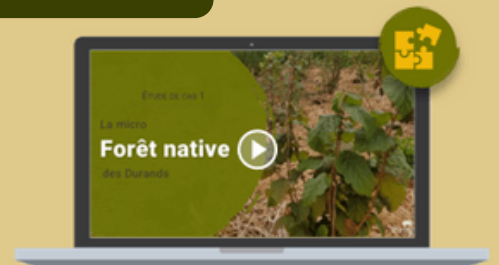 ÉTUDE DE CAS 1
La micro
Forêt native
des Durands